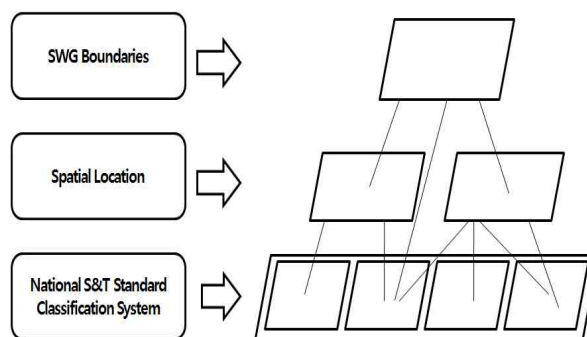 SWG Boundaries
Spatial Location
National S&T Standard
Classification System